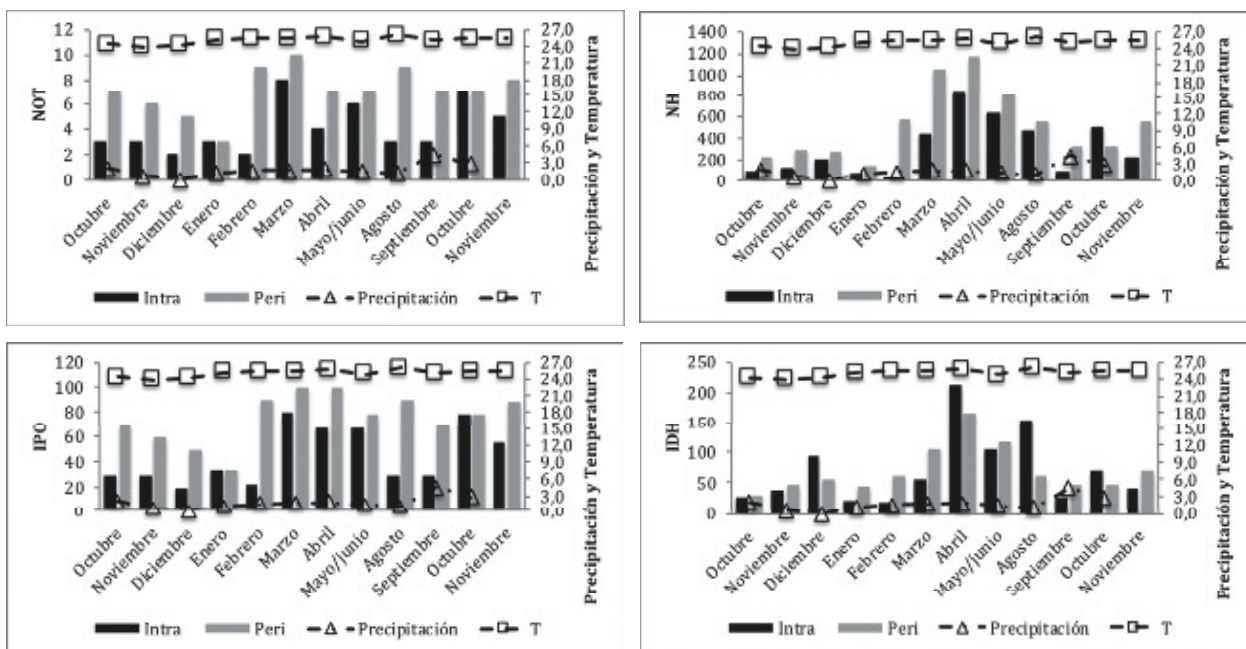 NOT
12
10
8
6
4
2
0
27,0
24,0
21,0
18,0
15,0
12,0
9,0
6,0
3,0
0,0
Precipitación y Temperatura
Octubre
Noviembre
Diciembre
Enero
Febrero
Marzo
Abril
Mayo/junio
Agosto
Septiembre
Octubre
Noviembre
Intra Peri Precipitación T
NH
1400
1200
1000
800
600
400
200
0
27,0
24,0
21,0
18,0
15,0
12,0
9,0
6,0
3,0
0,0
Precipitación y Temperatura
Octubre
Noviembre
Diciembre
Enero
Febrero
Marzo
Abril
Mayo/junio
Agosto
Septiembre
Octubre
Noviembre
Intra Peri Precipitación T
IPO
120
100
80
60
40
20
0
27,0
24,0
21,0
18,0
15,0
12,0
9,0
6,0
3,0
0,0
Precipitación y Temperatura
Octubre
Noviembre
Diciembre
Enero
Febrero
Marzo
Abril
Mayo/junio
Agosto
Septiembre
Octubre
Noviembre
Intra Peri Precipitación T
IDH
250
200
150
100
50
0
27,0
24,0
21,0
18,0
15,0
12,0
9,0
6,0
3,0
0,0
Precipitación y Temperatura
Octubre
Noviembre
Diciembre
Enero
Febrero
Marzo
Abril
Mayo/junio
Agosto
Septiembre
Octubre
Noviembre
Intra Peri Precipitación T